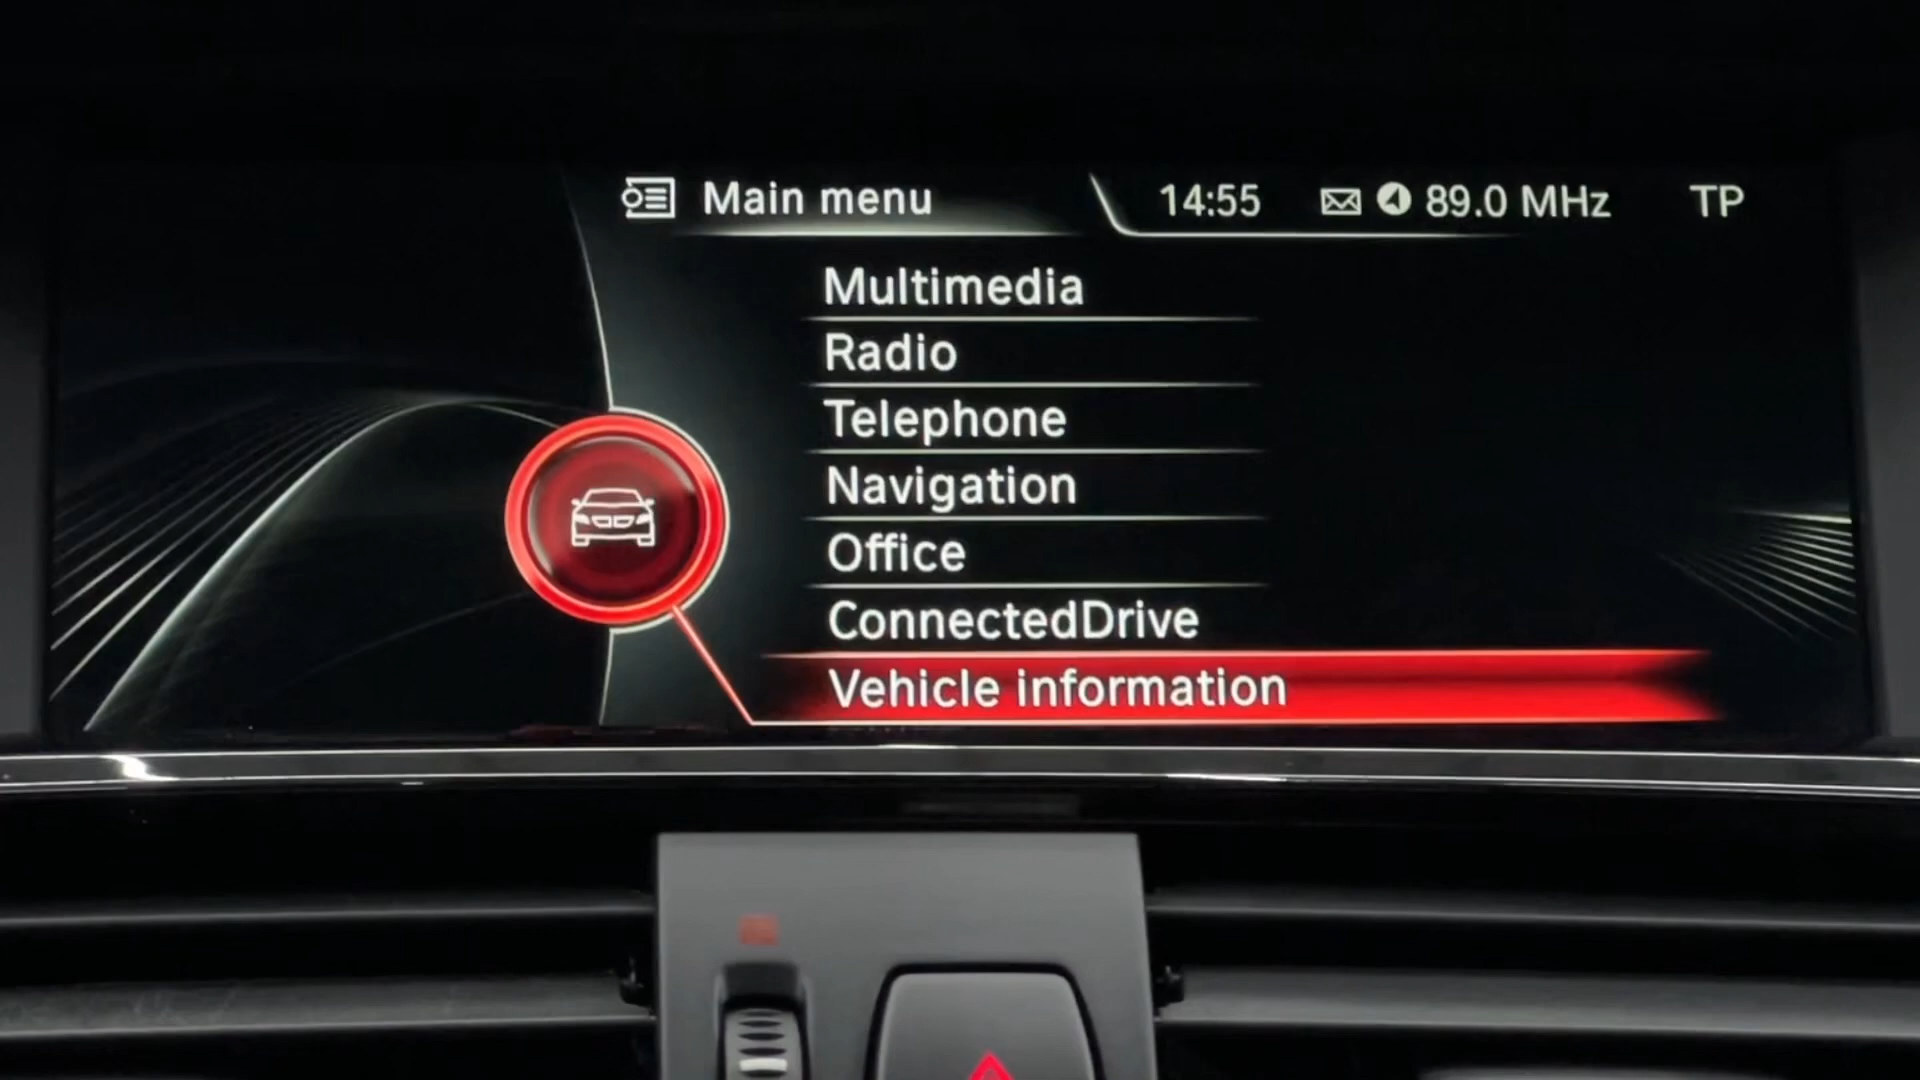 Main menu 14:55 89.0 MHz TP
Multimedia
Radio
Telephone
Navigation
Office
ConnectedDrive
Vehicle information